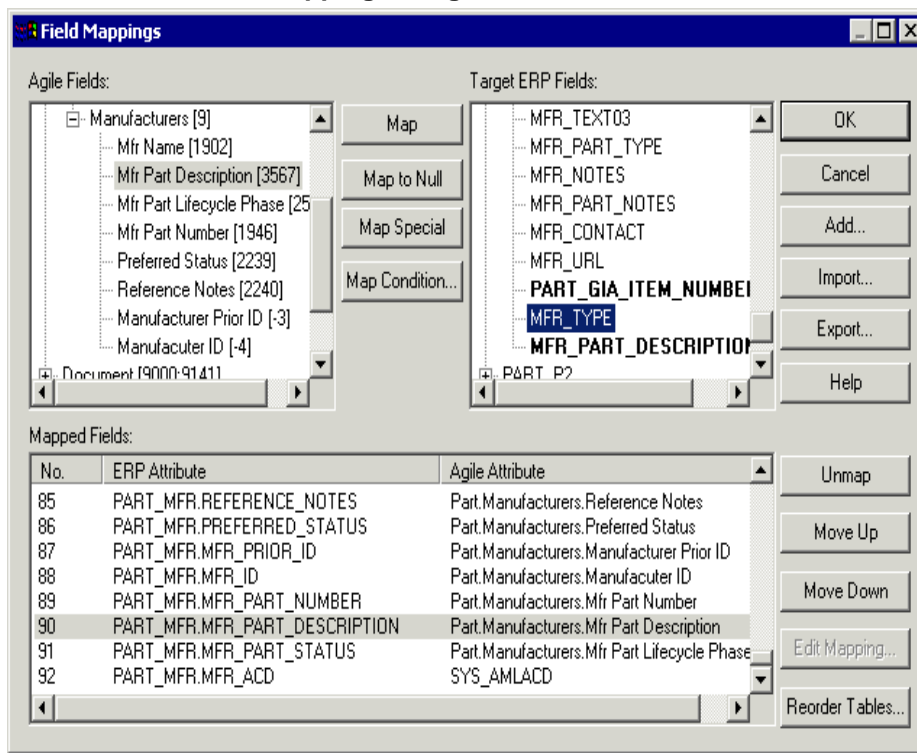 Field Mappings
Agile Fields:
Manufacturers [9]
Mfr Name [1902]
Mfr Part Description [3567]
Mfr Part Lifecycle Phase [25
Mfr Part Number [1946]
Preferred Status [2239]
Reference Notes [2240]
Manufacturer Prior ID [-3]
Manufacuter ID [-4]
Document [9000:9141]
Map
Map to Null
Map Special
Map Condition...
Target ERP Fields:
MFR_TEXT03
MFR_PART_TYPE
MFR_NOTES
MFR_PART_NOTES
MFR_CONTACT
MFR_URL
PART_GIA_ITEM_NUMBE
MFR_TYPE
MFR_PART_DESCRIPTION
PART_P2
OK
Cancel
Add...
Import...
Export...
Help
Mapped Fields:
No. ERP Attribute Agile Attribute
85 PART_MFR.REFERENCE_NOTES Part.Manufacturers.Reference Notes
86 PART_MFR.PREFERRED_STATUS Part.Manufacturers.Preferred Status
87 PART_MFR.MFR_PRIOR_ID Part.Manufacturers.Manufacturer Prior ID
88 PART_MFR.MFR_ID Part.Manufacturers.Manufacuter ID
89 PART_MFR.MFR_PART_NUMBER Part.Manufacturers.Mfr Part Number
90 PART_MFR.MFR_PART_DESCRIPTION Part.Manufacturers.Mfr Part Description
91 PART_MFR.MFR_PART_STATUS Part.Manufacturers.Mfr Part Lifecycle Phase
92 PART_MFR.MFR_ACD SYS_AMLACD
Unmap
Move Up
Move Down
Edit Mapping...
Reorder Tables...